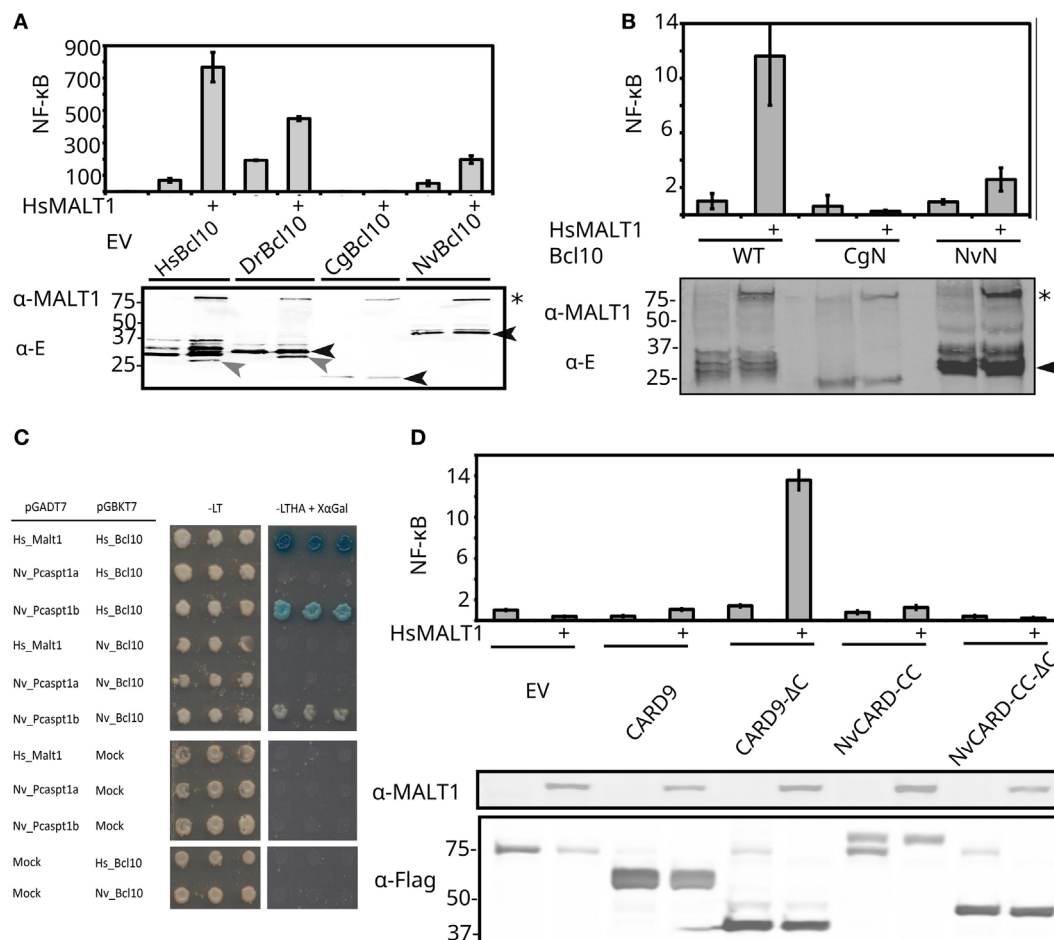 A
NF-κB
900
700
500
300
100
HsMALT1 + + + +
EV
HsBcl10
DrBcl10
CgBcl10
NvBcl10
α-MALT1
75-
*
50-
37-
α-E
25-
B
NF-κB
14
10
6
2
HsMALT1 + + +
Bcl10 WT CgN NvN
α-MALT1
75-
*
50-
37-
α-E
25-
C
pGADT7 pGBKT7 -LT -LTHA + XαGal
Hs_Malt1 Hs_Bcl10
Nv_Pcaspt1a Hs_Bcl10
Nv_Pcaspt1b Hs_Bcl10
Hs_Malt1 Nv_Bcl10
Nv_Pcaspt1a Nv_Bcl10
Nv_Pcaspt1b Nv_Bcl10
Hs_Malt1 Mock
Nv_Pcaspt1a Mock
Nv_Pcaspt1b Mock
Mock Hs_Bcl10
Mock Nv_Bcl10
D
NF-κB
14
10
6
2
HsMALT1 + + + + +
EV
CARD9
CARD9-ΔC
NvCARD-CC
NvCARD-CC-ΔC
α-MALT1
75-
α-Flag
50-
37-